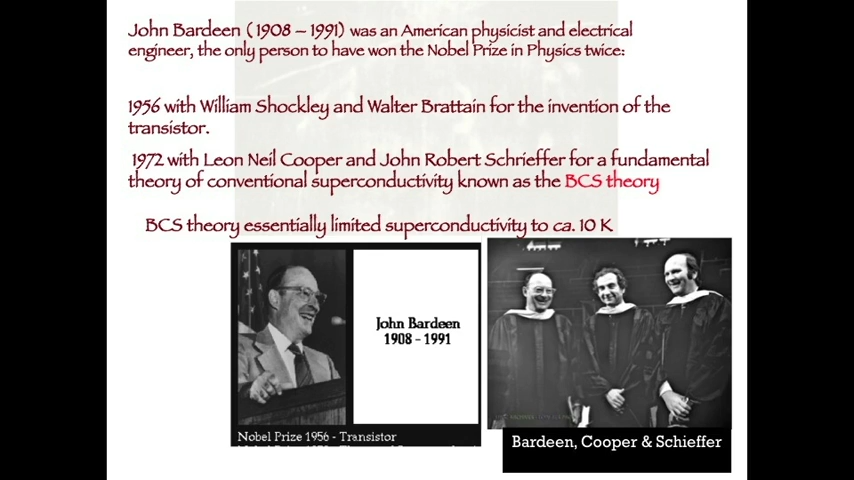 John Bardeen (1908 – 1991) was an American physicist and electrical
engineer, the only person to have won the Nobel Prize in Physics twice:
1956 with William Shockley and Walter Brattain for the invention of the
transistor.
1972 with Leon Neil Cooper and John Robert Schrieffer for a fundamental
theory of conventional superconductivity known as the BCS theory
BCS theory essentially limited superconductivity to ca. 10 K
John Bardeen
1908 - 1991
Nobel Prize 1956 - Transistor
Bardeen, Cooper & Schieffer